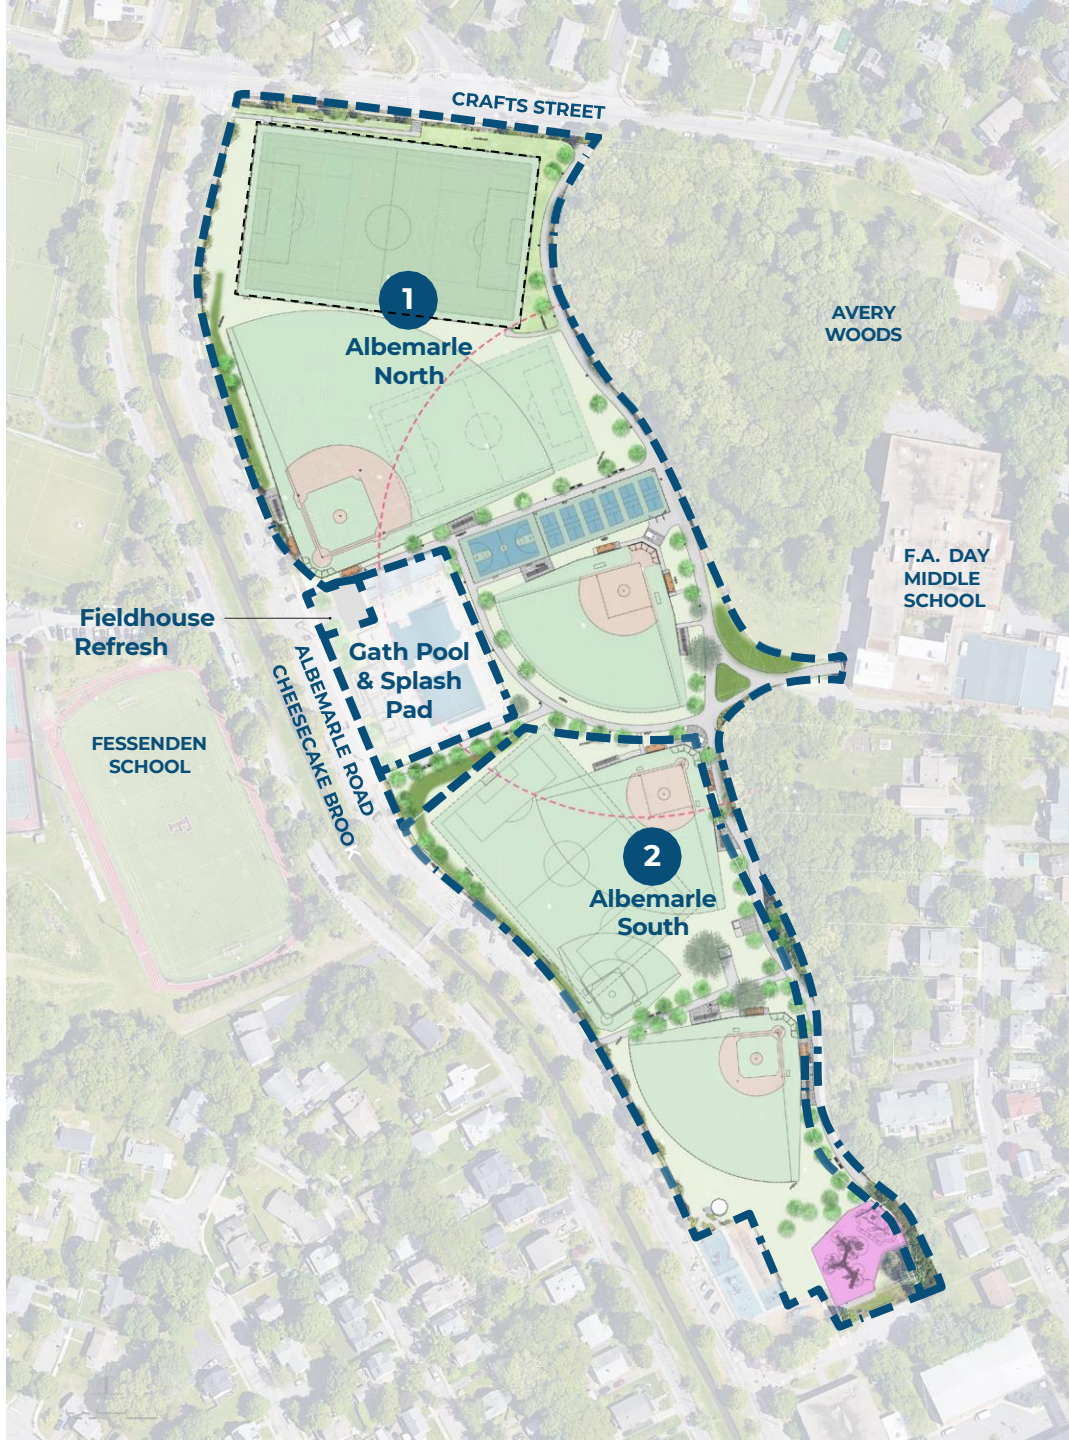 CRAFTS STREET
1
Albemarle
North
AVERY
WOODS
F.A. DAY
MIDDLE
SCHOOL
Fieldhouse
Refresh
Gath Pool
& Splash
Pad
ALBEMARLE ROAD
CHEESECAKE BROOK
FESSENDEN
SCHOOL
2
Albemarle
South